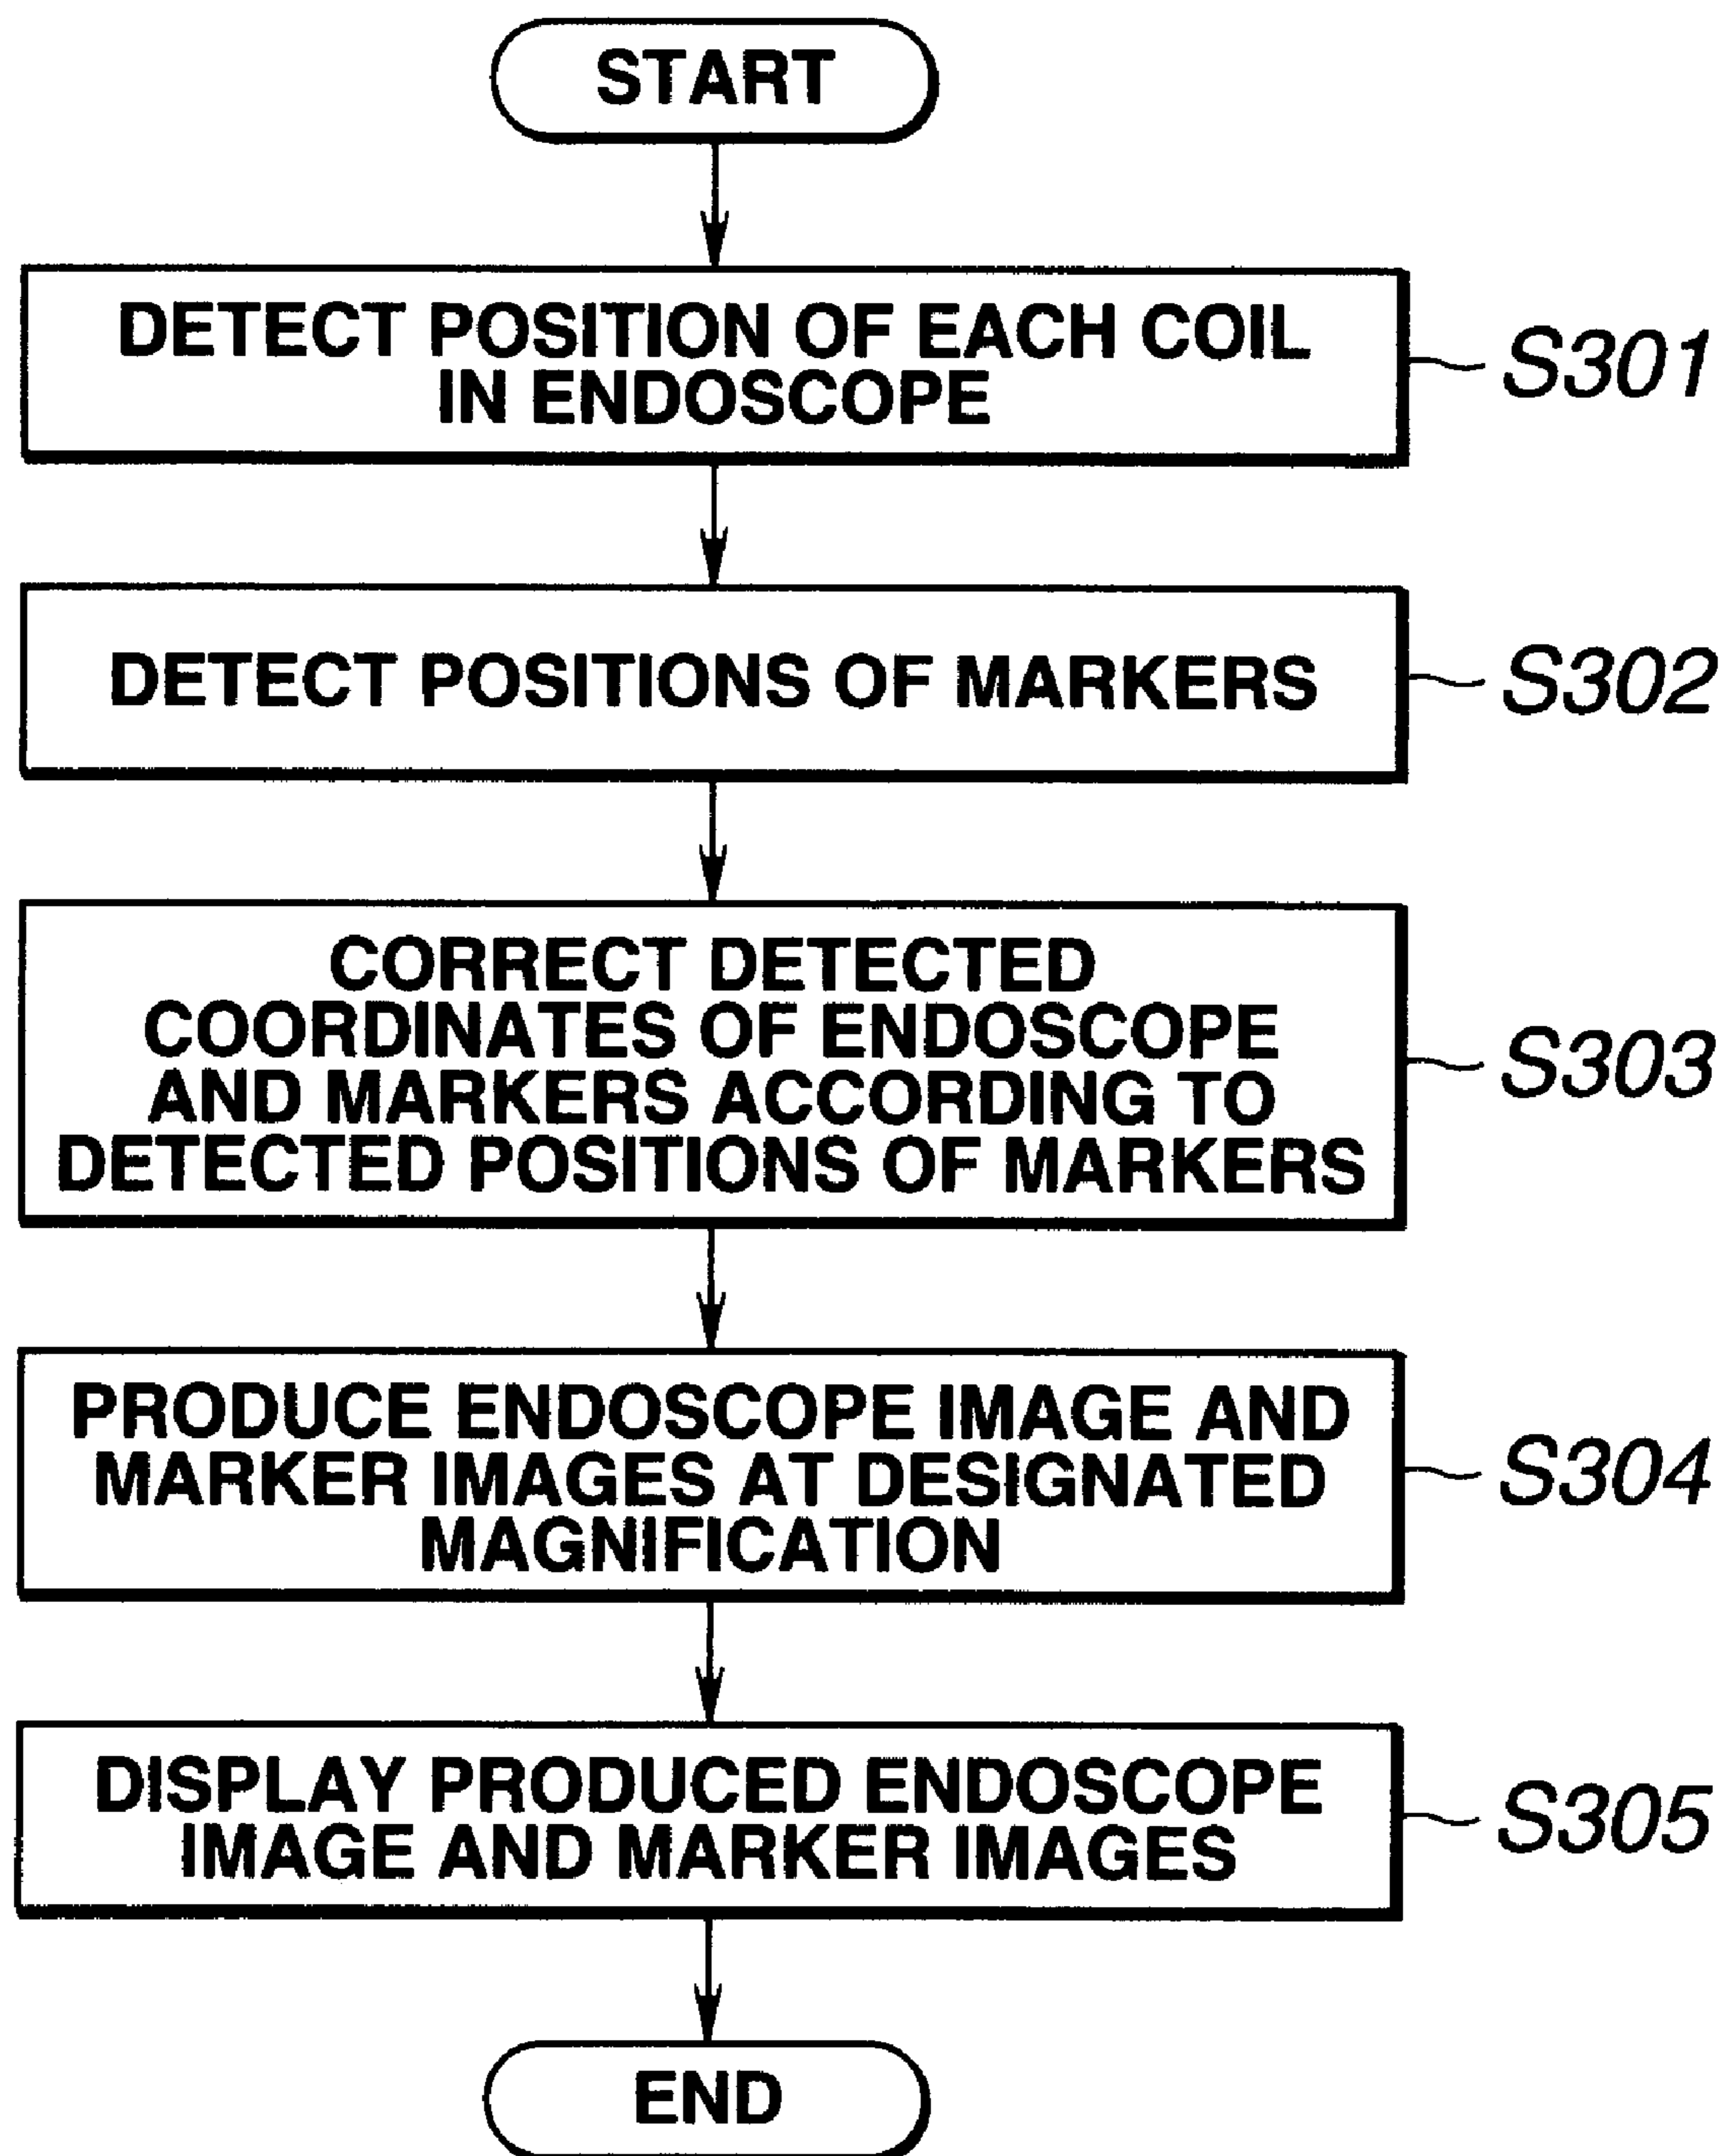 START
DETECT POSITION OF EACH COIL
IN ENDOSCOPE
S301
DETECT POSITIONS OF MARKERS
S302
CORRECT DETECTED
COORDINATES OF ENDOSCOPE
AND MARKERS ACCORDING TO
DETECTED POSITIONS OF MARKERS
S303
PRODUCE ENDOSCOPE IMAGE AND
MARKER IMAGES AT DESIGNATED
MAGNIFICATION
S304
DISPLAY PRODUCED ENDOSCOPE
IMAGE AND MARKER IMAGES
S305
END